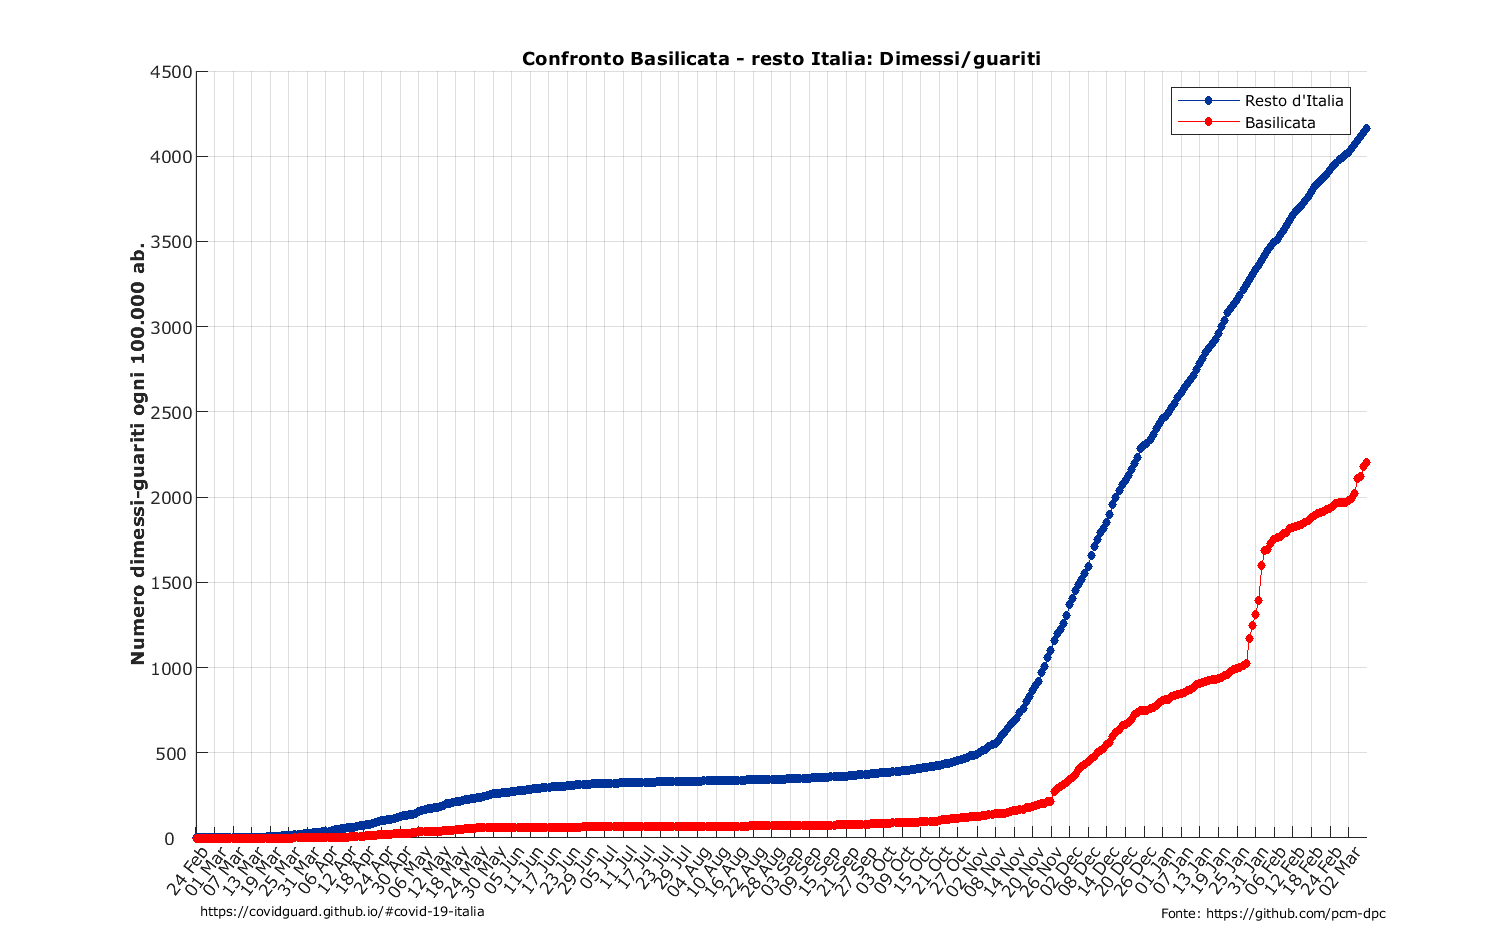 Confronto Basilicata - resto Italia: Dimessi/guariti
Numero dimessi-guariti ogni 100.000 ab.
4500
4000
3500
3000
2500
2000
1500
1000
500
0
Resto d'Italia
Basilicata
24 Feb
01 Mar
07 Mar
13 Mar
19 Mar
25 Mar
31 Mar
06 Apr
12 Apr
18 Apr
24 Apr
30 Apr
06 May
12 May
18 May
24 May
30 May
05 Jun
11 Jun
17 Jun
23 Jun
29 Jun
05 Jul
11 Jul
17 Jul
23 Jul
29 Jul
04 Aug
10 Aug
16 Aug
22 Aug
28 Aug
03 Sep
09 Sep
15 Sep
21 Sep
27 Sep
03 Oct
09 Oct
15 Oct
21 Oct
27 Oct
02 Nov
08 Nov
14 Nov
20 Nov
26 Nov
02 Dec
08 Dec
14 Dec
20 Dec
26 Dec
01 Jan
07 Jan
13 Jan
19 Jan
25 Jan
31 Jan
06 Feb
12 Feb
18 Feb
24 Feb
02 Mar
https://covidguard.github.io/#covid-19-italia
Fonte: https://github.com/pcm-dpc